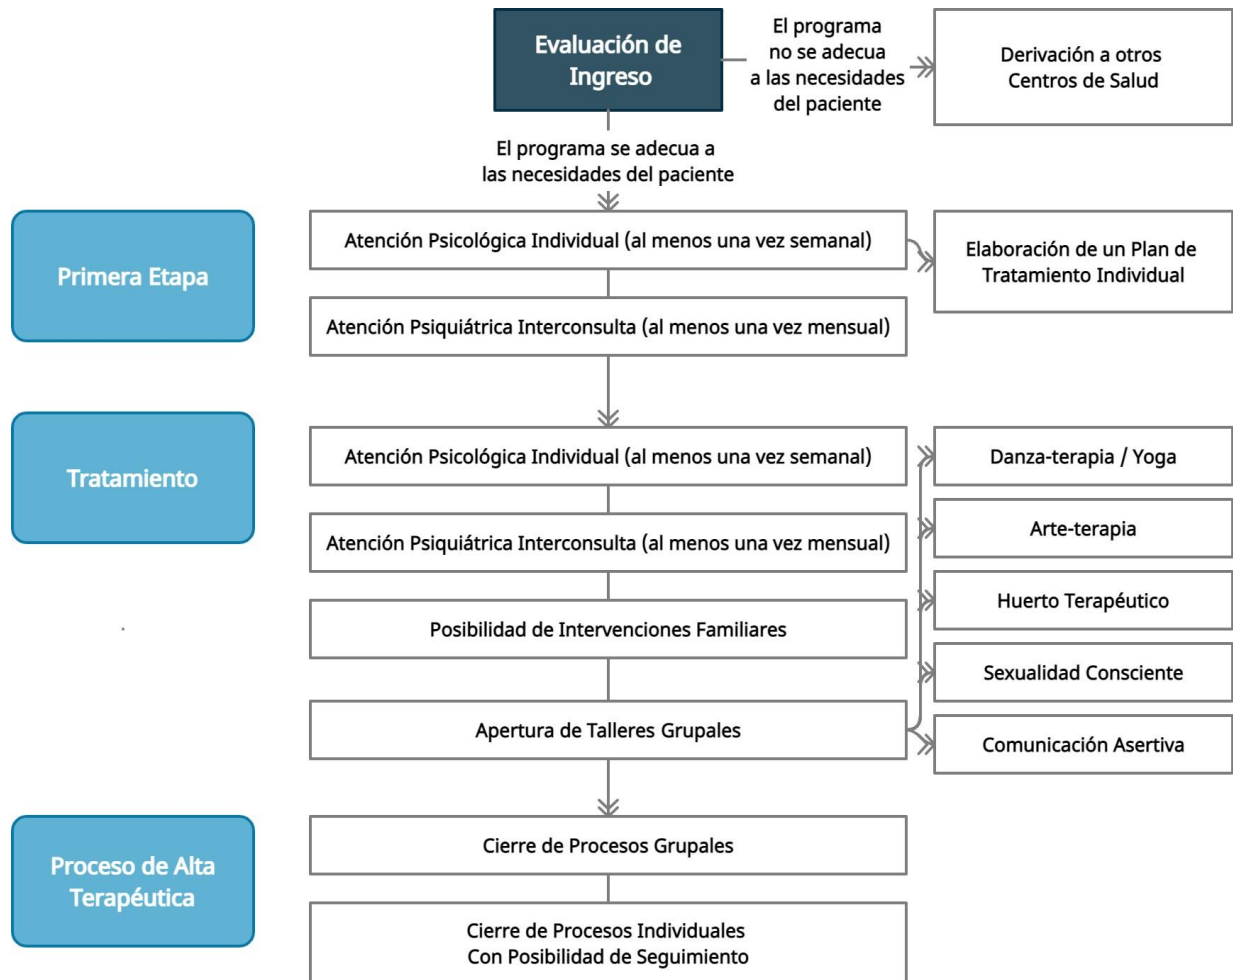 Evaluación de
Ingreso
El programa
no se adecua
a las necesidades
del paciente
Derivación a otros
Centros de Salud
El programa se adecua a
las necesidades del paciente
Primera Etapa
Atención Psicológica Individual (al menos una vez semanal)
Elaboración de un Plan de
Tratamiento Individual
Atención Psiquiátrica Interconsulta (al menos una vez mensual)
Tratamiento
Atención Psicológica Individual (al menos una vez semanal)
Atención Psiquiátrica Interconsulta (al menos una vez mensual)
Posibilidad de Intervenciones Familiares
Apertura de Talleres Grupales
Danza-terapia / Yoga
Arte-terapia
Huerto Terapéutico
Sexualidad Consciente
Comunicación Asertiva
Proceso de Alta
Terapéutica
Cierre de Procesos Grupales
Cierre de Procesos Individuales
Con Posibilidad de Seguimiento